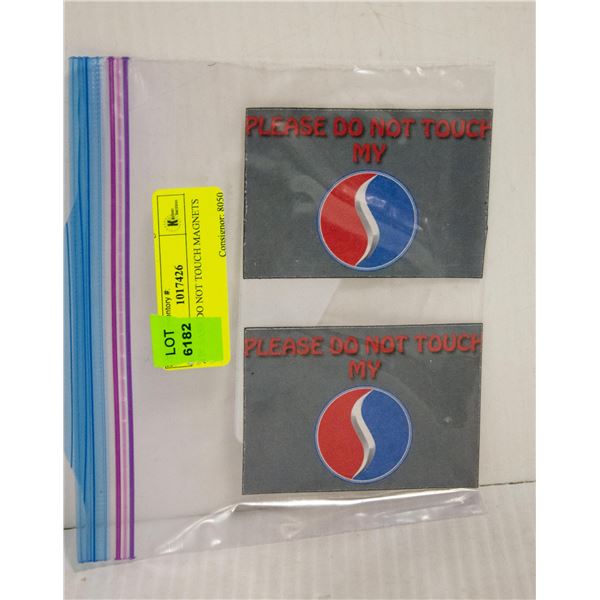 PLEASE DO NOT TOUCH
MY
PLEASE DO NOT TOUCH
MY
1017426
DO NOT TOUCH MAGNETS
Consignor: 8050
LOT
6182